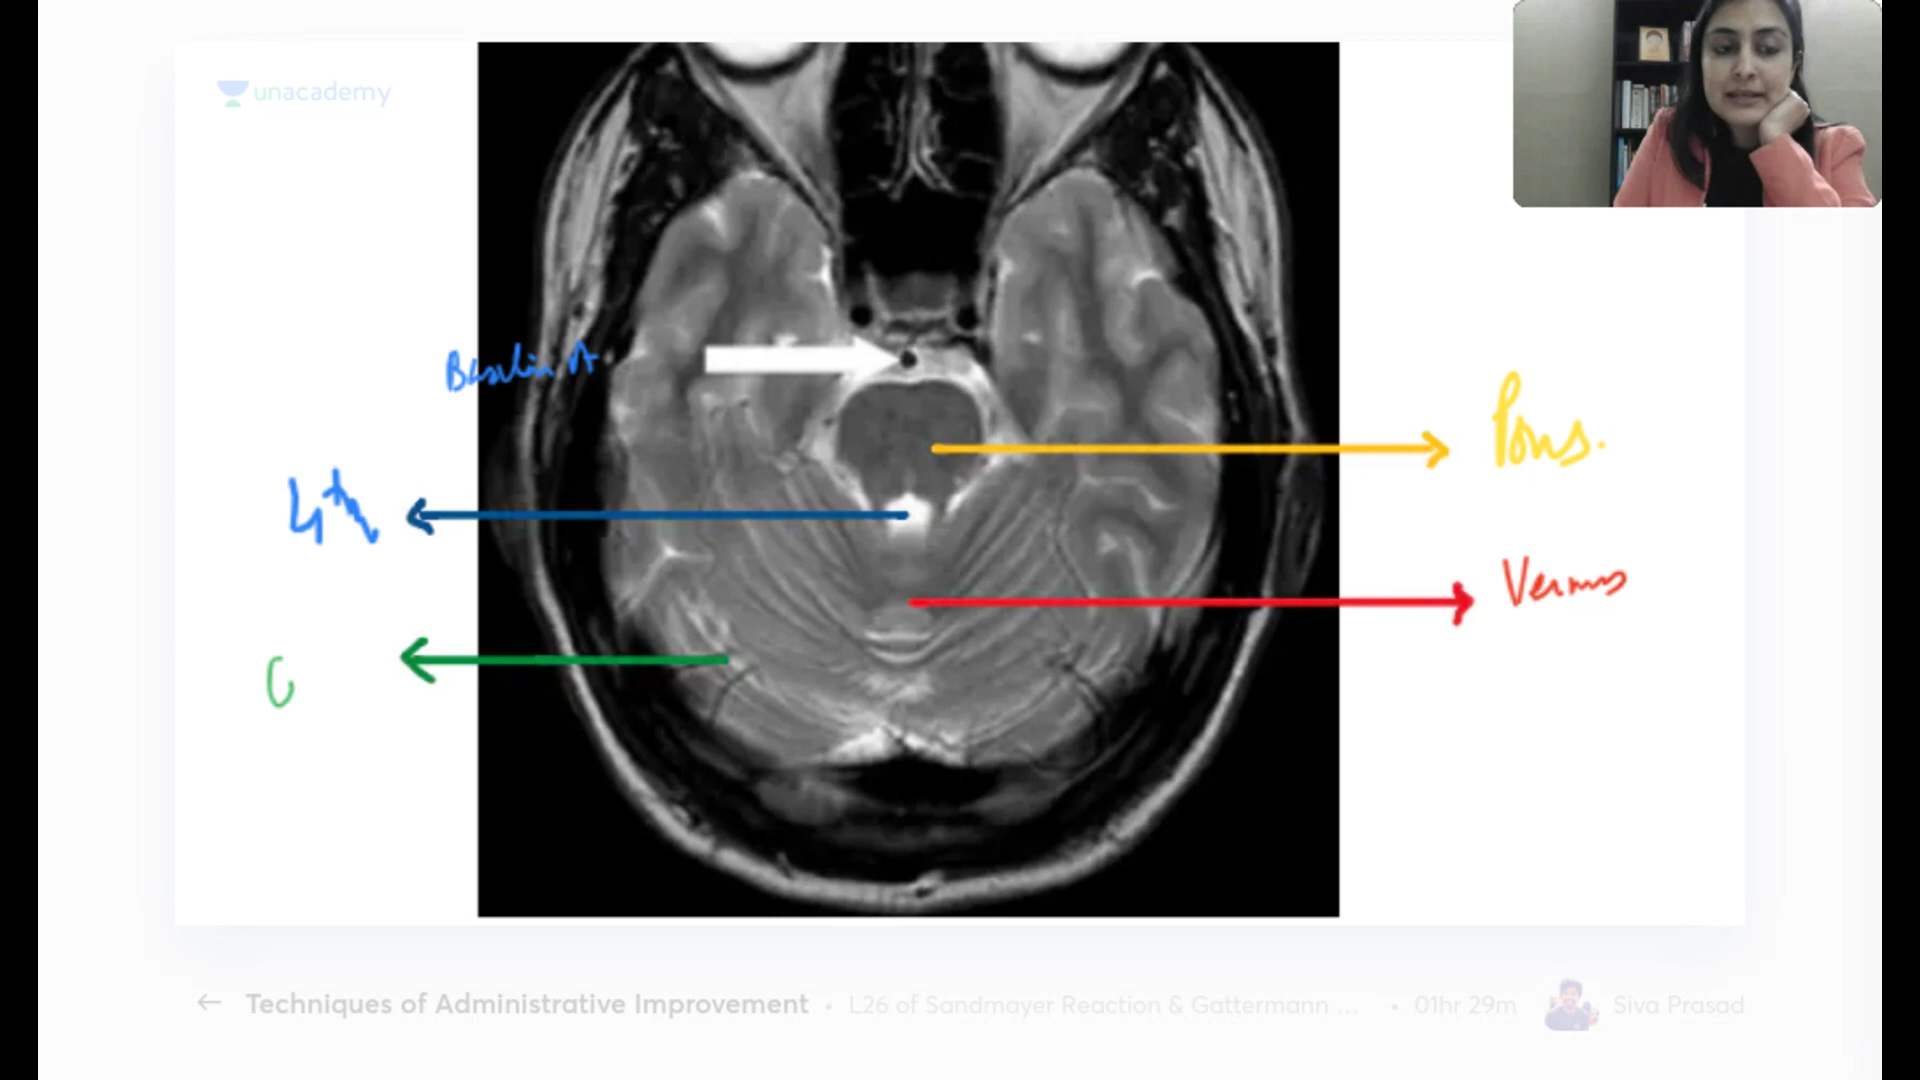 unacademy
Basilar A
Pons.
4th
Vermis
C
← Techniques of Administrative Improvement • L26 of Sandmayer Reaction & Gattermann ... • 01hr 29m Siva Prasad